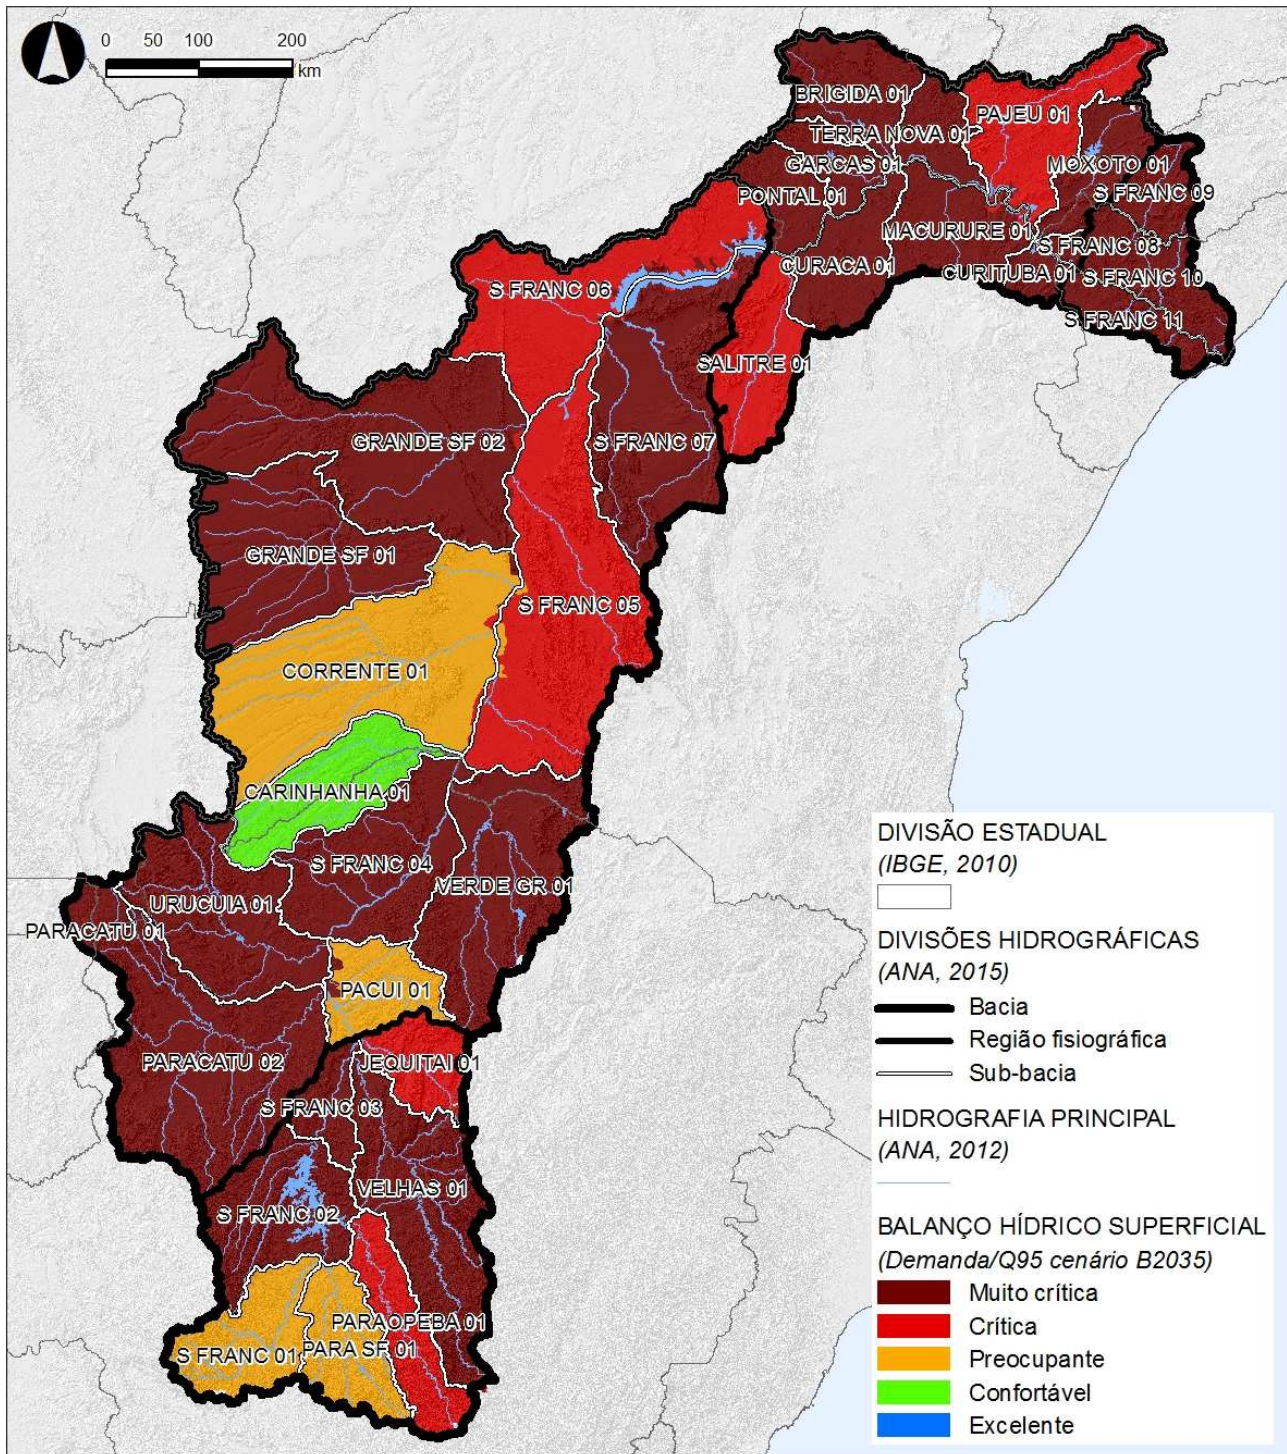 0 50 100 200
km
BRIGIDA 01
PAJEU 01
TERRA NOVA 01
GARCAS 01
MOXOTO 01
PONTAL 01
S FRANC 09
MACURURE 01
S FRANC 08
CURACA 01
CURITUBA 01
S FRANC 10
S FRANC 06
S FRANC 11
SALITRE 01
GRANDE SF 02
S FRANC 07
GRANDE SF 01
S FRANC 05
CORRENTE 01
CARINHANHA 01
S FRANC 04
VERDE GR 01
URUCUIA 01
PARACATU 01
PACUI 01
PARACATU 02
JEQUITAI 01
S FRANC 03
VELHAS 01
S FRANC 02
PARAOPEBA 01
PARA SF 01
S FRANC 01
DIVISÃO ESTADUAL
(IBGE, 2010)
DIVISÕES HIDROGRÁFICAS
(ANA, 2015)
Bacia
Região fisiográfica
Sub-bacia
HIDROGRAFIA PRINCIPAL
(ANA, 2012)
BALANÇO HÍDRICO SUPERFICIAL
(Demanda/Q95 cenário B2035)
Muito crítica
Crítica
Preocupante
Confortável
Excelente